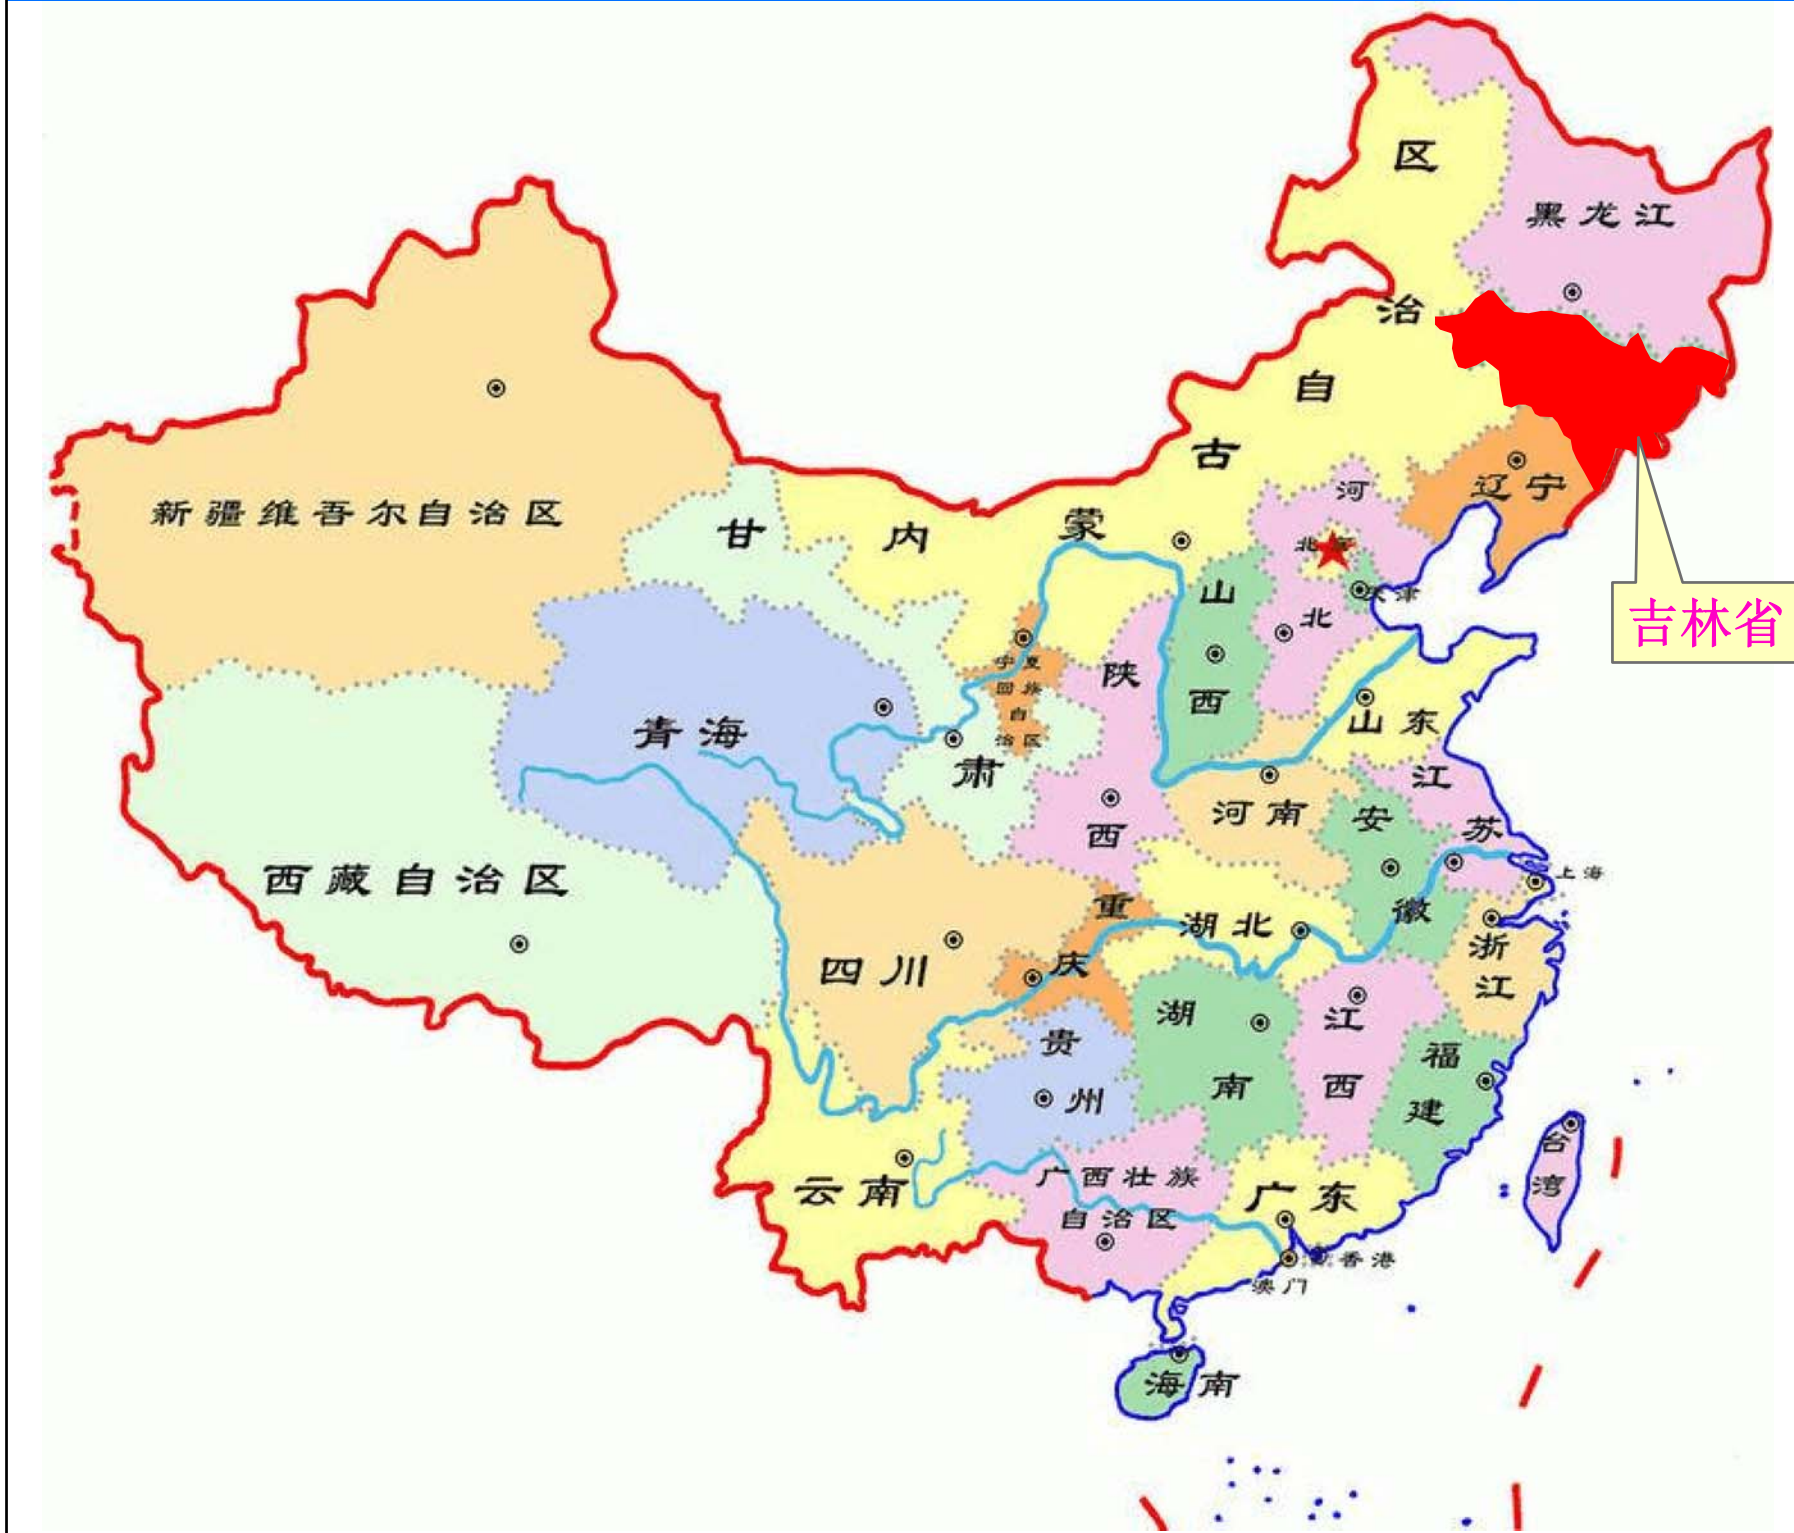 区
黑龙江
治
自
古
蒙
内
甘
新疆维吾尔自治区
河
辽宁
北京
天津
北
吉林省
山
西
陕
西
宁夏
回族
自
治区
青海
肃
山东
江
苏
河南
安
徽
上海
西藏自治区
重
庆
湖北
浙
江
四川
湖
南
江
西
贵
州
福
建
台
湾
云南
广西壮族
自治区
广东
香港
澳门
海南